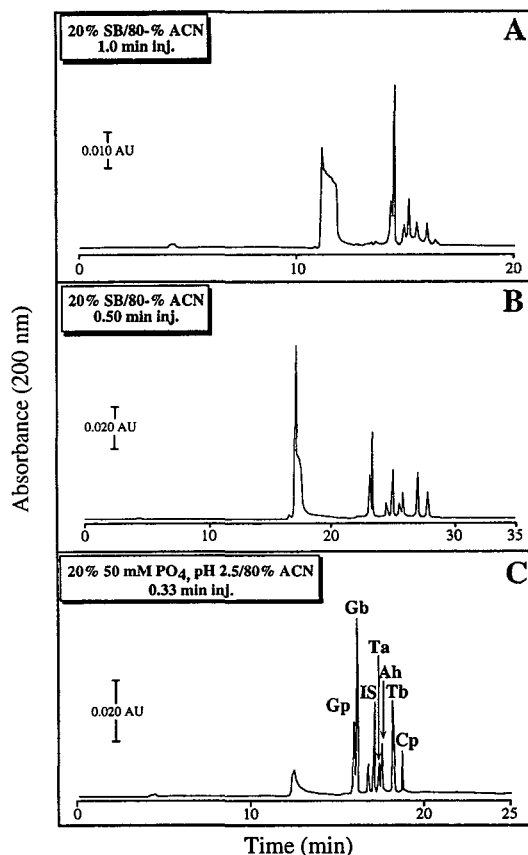 20% SB/80-% ACN
1.0 min inj.
A
0.010 AU
0
10
20
20% SB/80-% ACN
0.50 min inj.
B
0.020 AU
0
10
20
30
35
Absorbance (200 nm)
20% 50 mM PO4, pH 2.5/80% ACN
0.33 min inj.
C
Gb
Ta
Ah
IS
Tb
Gp
Cp
0.020 AU
0
10
20
25
Time (min)